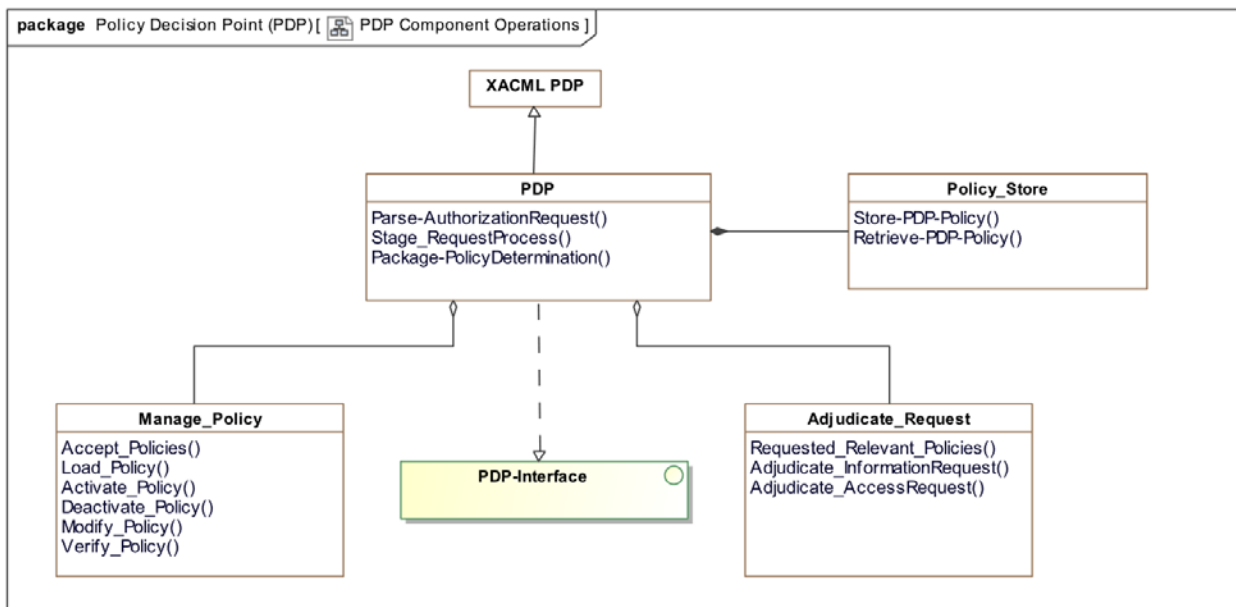 package Policy Decision Point (PDP) [ PDP Component Operations ]
XACML PDP
PDP
Parse-AuthorizationRequest()
Stage_RequestProcess()
Package-PolicyDetermination()
Policy_Store
Store-PDP-Policy()
Retrieve-PDP-Policy()
Manage_Policy
Accept_Policies()
Load_Policy()
Activate_Policy()
Deactivate_Policy()
Modify_Policy()
Verify_Policy()
PDP-Interface
Adjudicate_Request
Requested_Relevant_Policies()
Adjudicate_InformationRequest()
Adjudicate_AccessRequest()